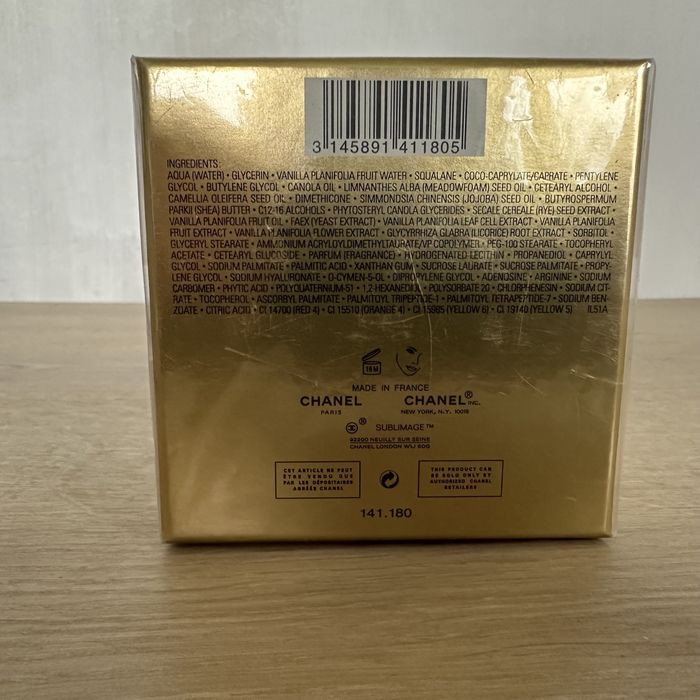 3 145891 411805
INGREDIENTS:
AQUA (WATER) • GLYCERIN • VANILLA PLANIFOLIA FRUIT WATER • SQUALANE • COCO-CAPRYLATE/CAPRATE • PENTYLENE
GLYCOL • BUTYLENE GLYCOL • CANOLA OIL • LIMNANTHES ALBA (MEADOWFOAM) SEED OIL • CETEARYL ALCOHOL •
CAMELLIA OLEIFERA SEED OIL • DIMETHICONE • SIMMONDSIA CHINENSIS (JOJOBA) SEED OIL • BUTYROSPERMUM
PARKII (SHEA) BUTTER • C12-16 ALCOHOLS • PHYTOSTERYL CANOLA GLYCERIDES • SECALE CEREALE (RYE) SEED EXTRACT •
VANILLA PLANIFOLIA FRUIT OIL • FAEX (YEAST EXTRACT) • VANILLA PLANIFOLIA LEAF CELL EXTRACT • VANILLA PLANIFOLIA
FRUIT EXTRACT • VANILLA PLANIFOLIA FLOWER EXTRACT • GLYCYRRHIZA GLABRA (LICORICE) ROOT EXTRACT • SORBITOL •
GLYCERYL STEARATE • AMMONIUM ACRYLOYLDIMETHYLTAURATE/VP COPOLYMER • PEG-100 STEARATE • TOCOPHERYL
ACETATE • CETEARYL GLUCOSIDE • PARFUM (FRAGRANCE) • HYDROGENATED LECITHIN • PROPANEDIOL • CAPRYLYL
GLYCOL • SODIUM PALMITATE • PALMITIC ACID • XANTHAN GUM • SUCROSE LAURATE • SUCROSE PALMITATE • PROPY-
LENE GLYCOL • SODIUM HYALURONATE • O-CYMEN-5-OL • DIPROPYLENE GLYCOL • ADENOSINE • ARGININE • SODIUM
CARBOMER • PHYTIC ACID • POLYQUATERNIUM-51 • 1,2-HEXANEDIOL • POLYSORBATE 20 • CHLORPHENESIN • SODIUM CIT-
RATE • TOCOPHEROL • ASCORBYL PALMITATE • PALMITOYL TRIPEPTIDE-1 • PALMITOYL TETRAPEPTIDE-7 • SODIUM BEN-
ZOATE • CITRIC ACID • CI 14700 (RED 4) • CI 15510 (ORANGE 4) • CI 15985 (YELLOW 6) • CI 19140 (YELLOW 5) IL51A
18 M
MADE IN FRANCE
CHANEL CHANEL® INC.
PARIS NEW YORK, N.Y. 10019
® SUBLIMAGE™
92200 NEUILLY SUR SEINE
CHANEL LONDON W1J 6DG
CET ARTICLE NE PEUT
ÊTRE VENDU QUE
PAR LES DÉPOSITAIRES
AGRÉÉS CHANEL
THIS PRODUCT CAN
BE SOLD ONLY BY
AUTHORIZED CHANEL
RETAILERS
141.180